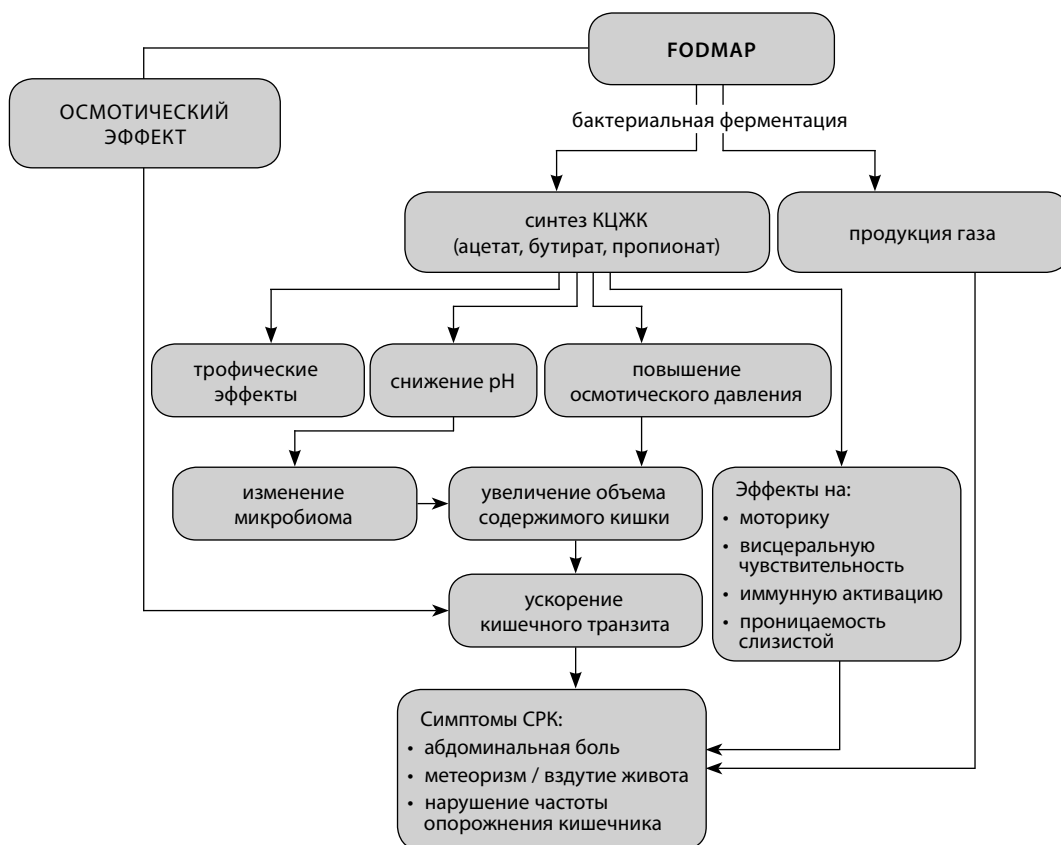 FODMAP
ОСМОТИЧЕСКИЙ
ЭФФЕКТ
бактериальная ферментация
синтез КЦЖК
(ацетат, бутират, пропионат)
продукция газа
трофические
эффекты
снижение pH
повышение
осмотического давления
изменение
микробиома
увеличение объема
содержимого кишки
Эффекты на:
• моторику
• висцеральную
чувствительность
• иммунную активацию
• проницаемость
слизистой
ускорение
кишечного транзита
Симптомы СРК:
• абдоминальная боль
• метеоризм / вздутие живота
• нарушение частоты
опорожнения кишечника